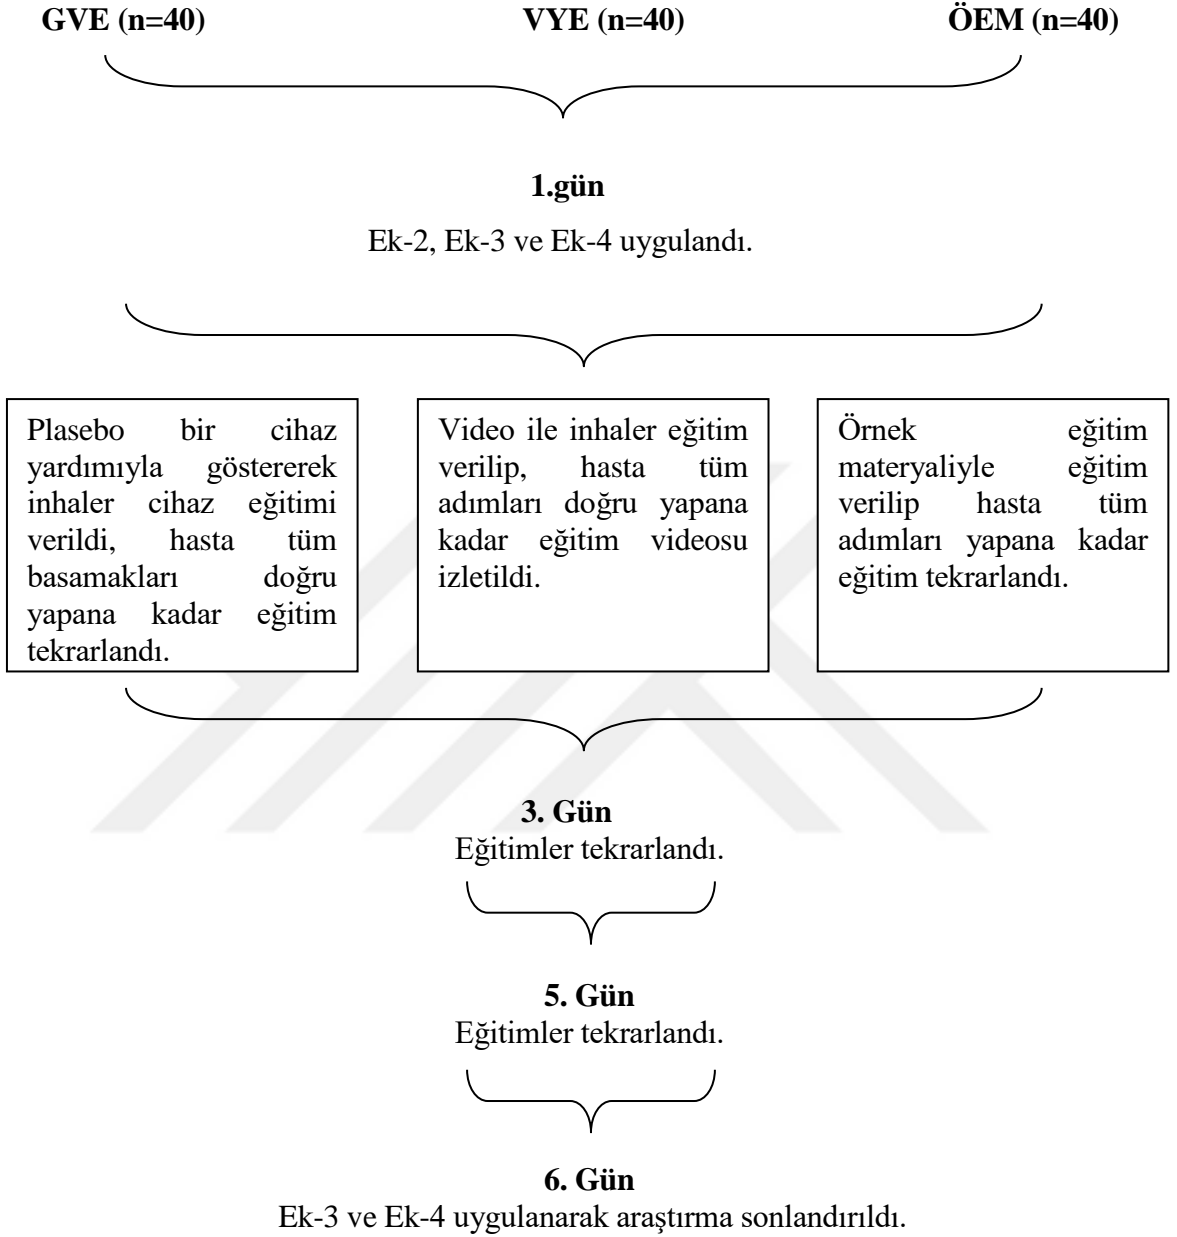 GVE (n=40) VYE (n=40) ÖEM (n=40)
1.gün
Ek-2, Ek-3 ve Ek-4 uygulandı.
Plasebo bir cihaz
yardımıyla göstererek
inhaler cihaz eğitimi
verildi, hasta tüm
basamakları doğru
yapana kadar eğitim
tekrarlandı.
Video ile inhaler eğitim
verilip, hasta tüm
adımları doğru yapana
kadar eğitim videosu
izletildi.
Örnek eğitim
materyaliyle eğitim
verilip hasta tüm
adımları yapana kadar
eğitim tekrarlandı.
3. Gün
Eğitimler tekrarlandı.
5. Gün
Eğitimler tekrarlandı.
6. Gün
Ek-3 ve Ek-4 uygulanarak araştırma sonlandırıldı.